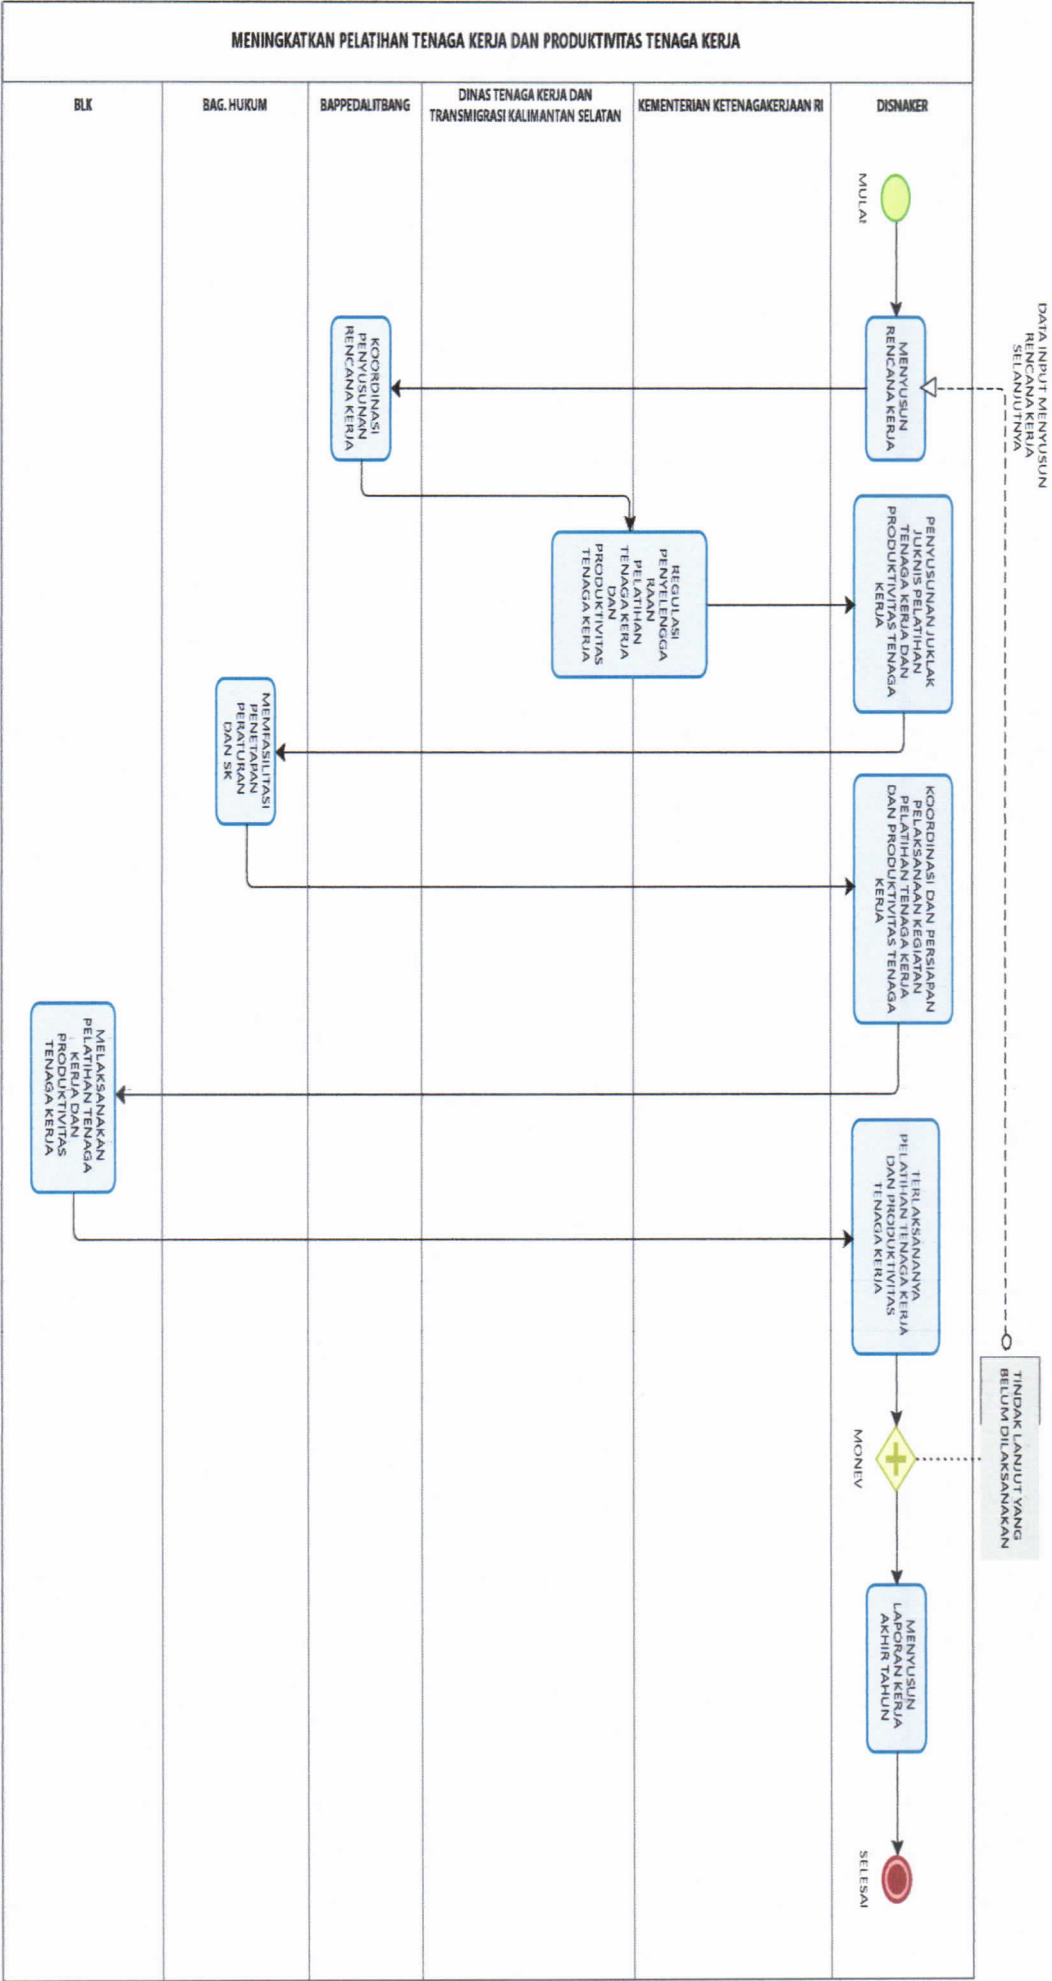 MENINGKATKAN PELATIHAN TENAGA KERJA DAN PRODUKTIVITAS TENAGA KERJA
BLK
BAG. HUKUM
BAPPEDALITBANG
DINAS TENAGA KERJA DAN
TRANSMIGRASI KALIMANTAN SELATAN
KEMENTERIAN KETENAGAKERJAAN RI
DISNAKER
MULAI
DATA INPUT MENYUSUN
RENCANA KERJA
SELANJUTNYA
MENYUSUN
RENCANA KERJA
KOORDINASI
PENYUSUNAN
RENCANA KERJA
REGULASI
PENYELENGGA
RAAN
PELATIHAN
TENAGA KERJA
DAN
PRODUKTIVITAS
TENAGA KERJA
PENYUSUNAN JUKLAK
JUKNIS PELATIHAN
TENAGA KERJA DAN
PRODUKTIVITAS TENAGA
KERJA
MEMFASILITASI
PENETAPAN
PERATURAN
DAN SK
KOORDINASI DAN PERSIAPAN
PELAKSANAAN KEGIATAN
PELATIHAN TENAGA KERJA
DAN PRODUKTIVITAS TENAGA
KERJA
MELAKSANAKAN
PELATIHAN TENAGA
KERJA DAN
PRODUKTIVITAS
TENAGA KERJA
TERLAKSANANYA
PELATIHAN TENAGA KERJA
DAN PRODUKTIVITAS
TENAGA KERJA
MONEV
TINDAK LANJUT YANG
BELUM DILAKSANAKAN
MENYUSUN
LAPORAN KERJA
AKHIR TAHUN
SELESAI